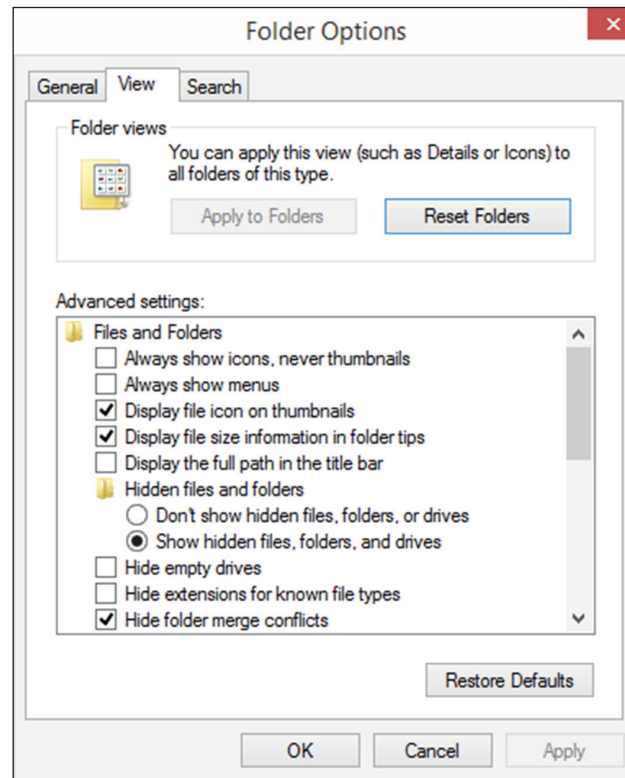 Folder Options
General View Search
Folder views
You can apply this view (such as Details or Icons) to
all folders of this type.
Apply to Folders Reset Folders
Advanced settings:
Files and Folders
Always show icons, never thumbnails
Always show menus
Display file icon on thumbnails
Display file size information in folder tips
Display the full path in the title bar
Hidden files and folders
Don't show hidden files, folders, or drives
Show hidden files, folders, and drives
Hide empty drives
Hide extensions for known file types
Hide folder merge conflicts
Restore Defaults
OK Cancel Apply